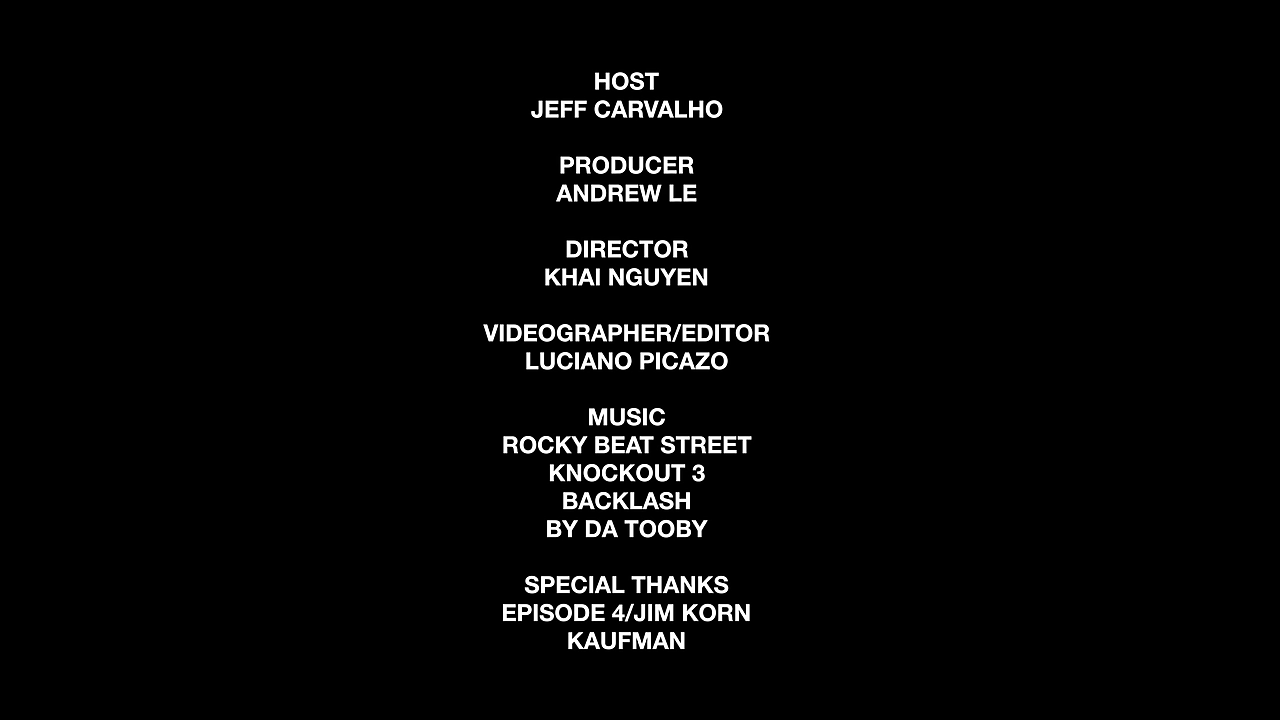 HOST
JEFF CARVALHO
PRODUCER
ANDREW LE
DIRECTOR
KHAI NGUYEN
VIDEOGRAPHER/EDITOR
LUCIANO PICAZO
MUSIC
ROCKY BEAT STREET
KNOCKOUT 3
BACKLASH
BY DA TOOBY
SPECIAL THANKS
EPISODE 4/JIM KORN
KAUFMAN